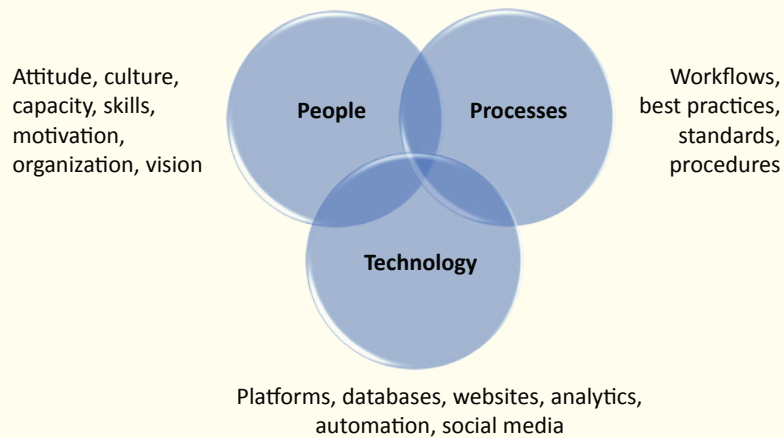 Attitude, culture,
capacity, skills,
motivation,
organization, vision
People
Processes
Workflows,
best practices,
standards,
procedures
Technology
Platforms, databases, websites, analytics,
automation, social media